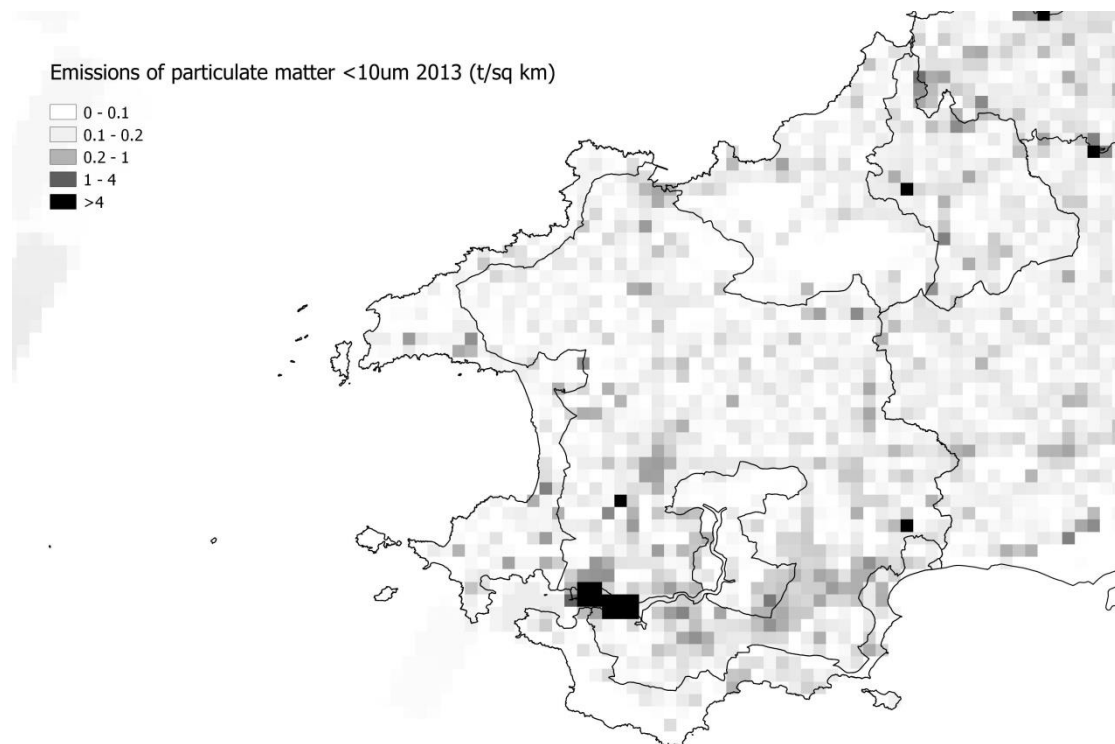 Emissions of particulate matter <10um 2013 (t/sq km)
0 - 0.1
0.1 - 0.2
0.2 - 1
1 - 4
>4